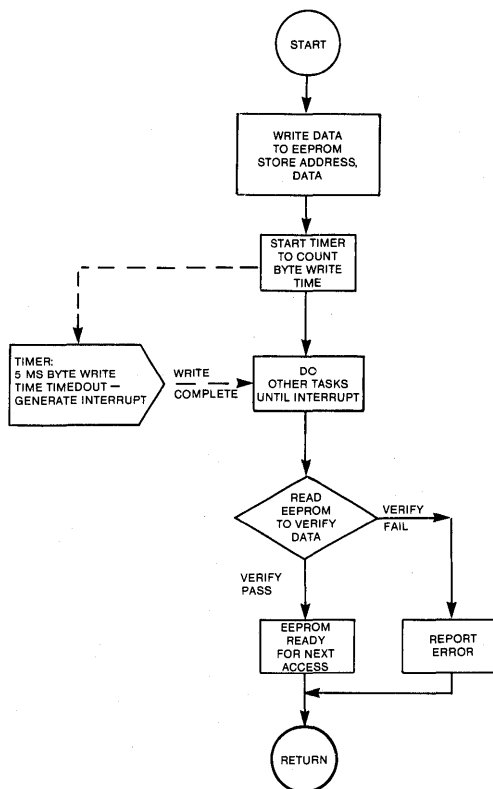 START
WRITE DATA
TO EEPROM
STORE ADDRESS,
DATA
START TIMER
TO COUNT
BYTE WRITE
TIME
TIMER:
5 MS BYTE WRITE
TIME TIMEDOUT —
GENERATE INTERRUPT
WRITE
COMPLETE
DO
OTHER TASKS
UNTIL INTERRUPT
READ
EEPROM
TO VERIFY
DATA
VERIFY
FAIL
VERIFY
PASS
EEPROM
READY
FOR NEXT
ACCESS
REPORT
ERROR
RETURN